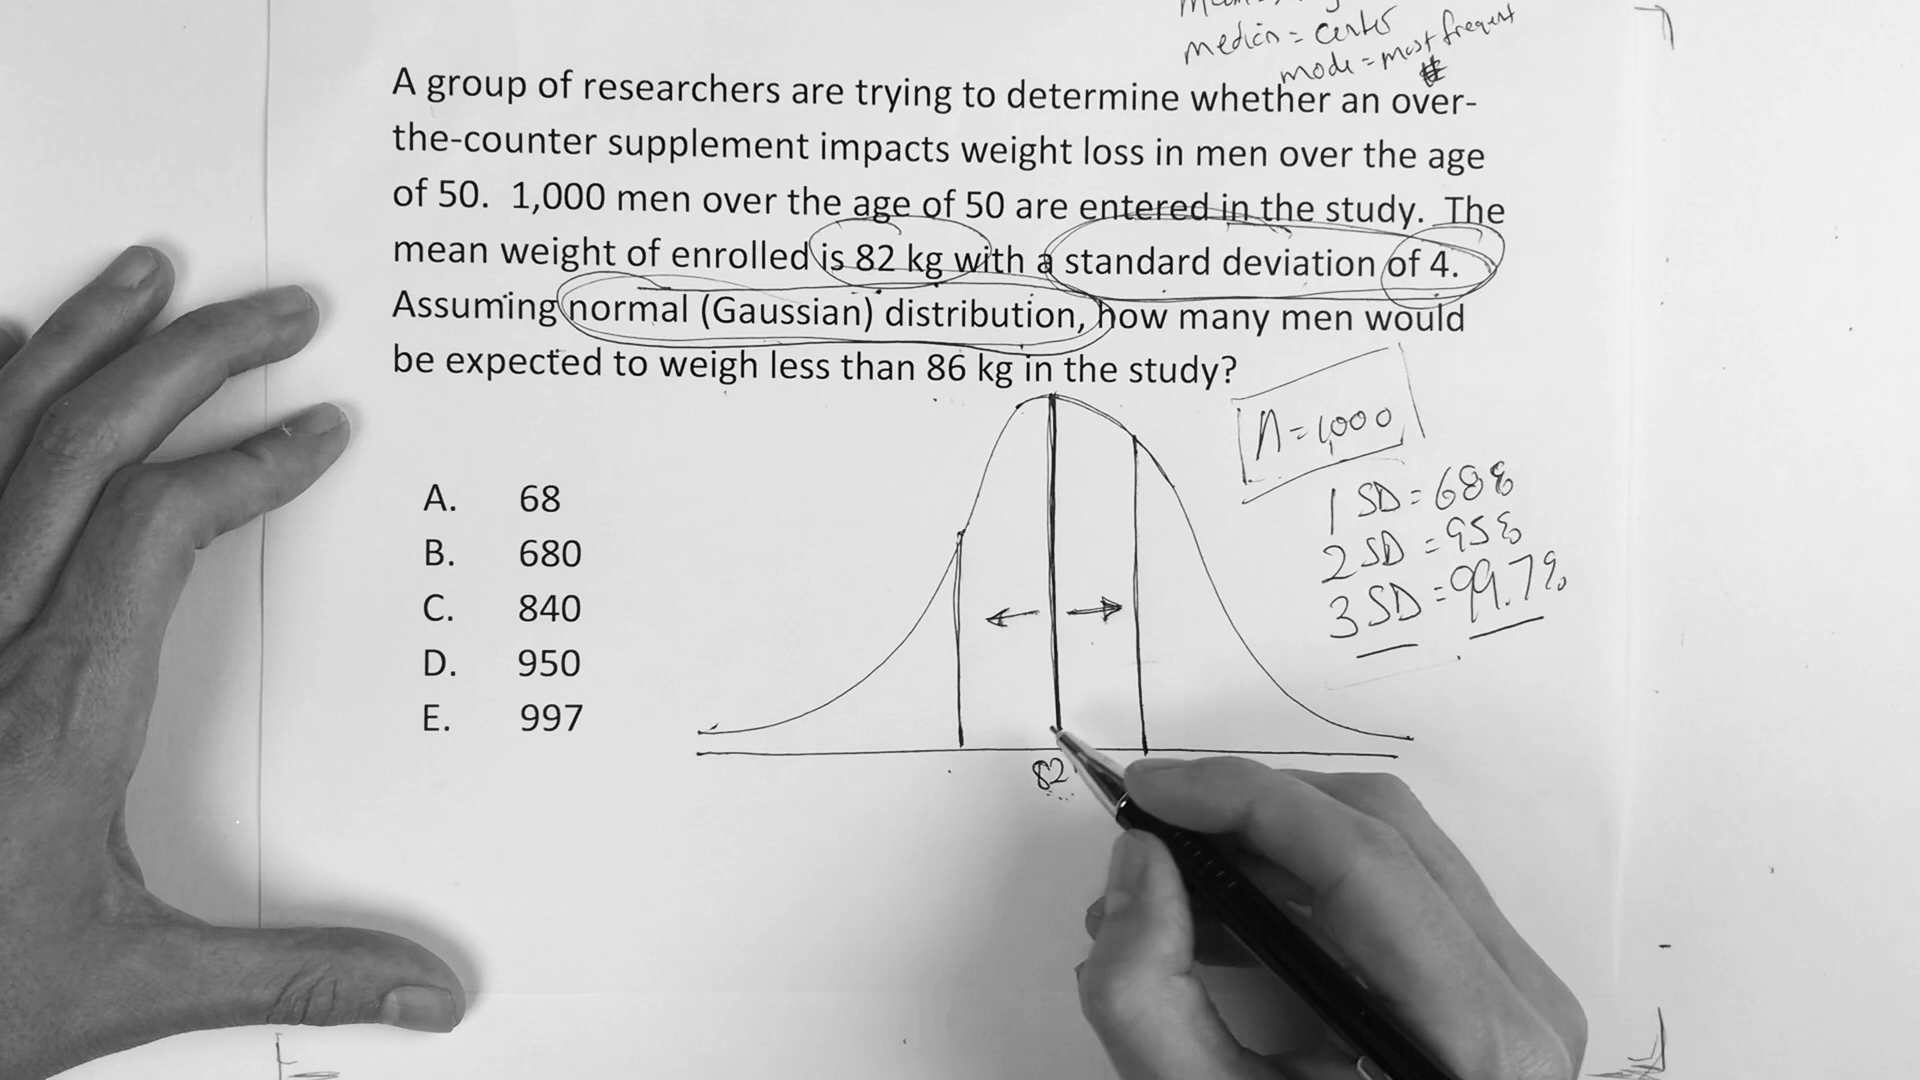 medicn = center
mode = most frequent
#
A group of researchers are trying to determine whether an over-
the-counter supplement impacts weight loss in men over the age
of 50. 1,000 men over the age of 50 are entered in the study. The
mean weight of enrolled is 82 kg with a standard deviation of 4.
Assuming normal (Gaussian) distribution, how many men would
be expected to weigh less than 86 kg in the study?
n = 1,000
1 SD = 68%
2 SD = 95%
3 SD = 99.7%
A. 68
B. 680
C. 840
D. 950
E. 997
82